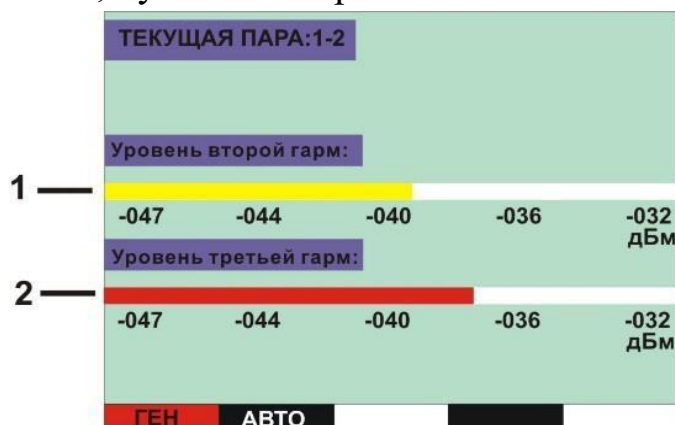 ТЕКУЩАЯ ПАРА:1-2
Уровень второй гарм:
1
-047 -044 -040 -036 -032
дБм
Уровень третьей гарм:
2
-047 -044 -040 -036 -032
дБм
ГЕН АВТО